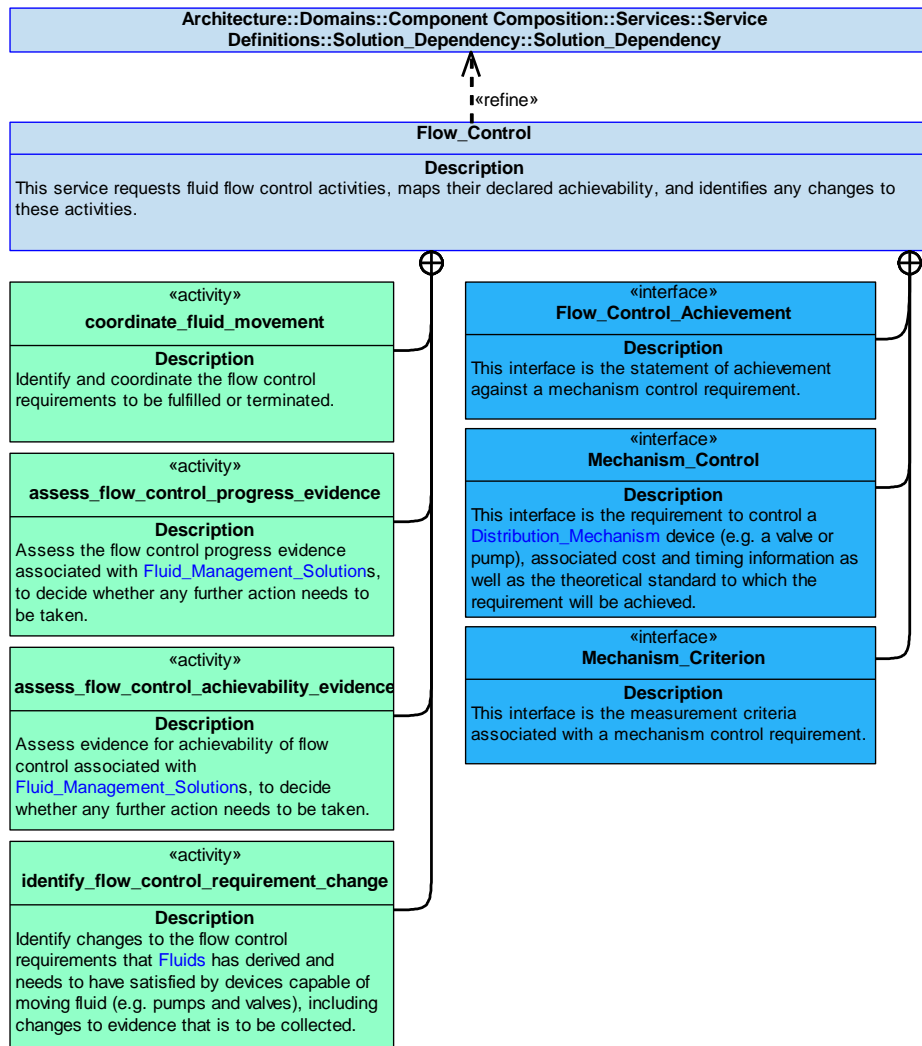 Architecture::Domains::Component Composition::Services::Service
Definitions::Solution_Dependency::Solution_Dependency
«refine»
Flow_Control
Description
This service requests fluid flow control activities, maps their declared achievability, and identifies any changes to
these activities.
«activity»
coordinate_fluid_movement
Description
Identify and coordinate the flow control
requirements to be fulfilled or terminated.
«activity»
assess_flow_control_progress_evidence
Description
Assess the flow control progress evidence
associated with Fluid_Management_Solutions,
to decide whether any further action needs to
be taken.
«activity»
assess_flow_control_achievability_evidence
Description
Assess evidence for achievability of flow
control associated with
Fluid_Management_Solutions, to decide
whether any further action needs to be taken.
«activity»
identify_flow_control_requirement_change
Description
Identify changes to the flow control
requirements that Fluids has derived and
needs to have satisfied by devices capable of
moving fluid (e.g. pumps and valves), including
changes to evidence that is to be collected.
«interface»
Flow_Control_Achievement
Description
This interface is the statement of achievement
against a mechanism control requirement.
«interface»
Mechanism_Control
Description
This interface is the requirement to control a
Distribution_Mechanism device (e.g. a valve or
pump), associated cost and timing information as
well as the theoretical standard to which the
requirement will be achieved.
«interface»
Mechanism_Criterion
Description
This interface is the measurement criteria
associated with a mechanism control requirement.